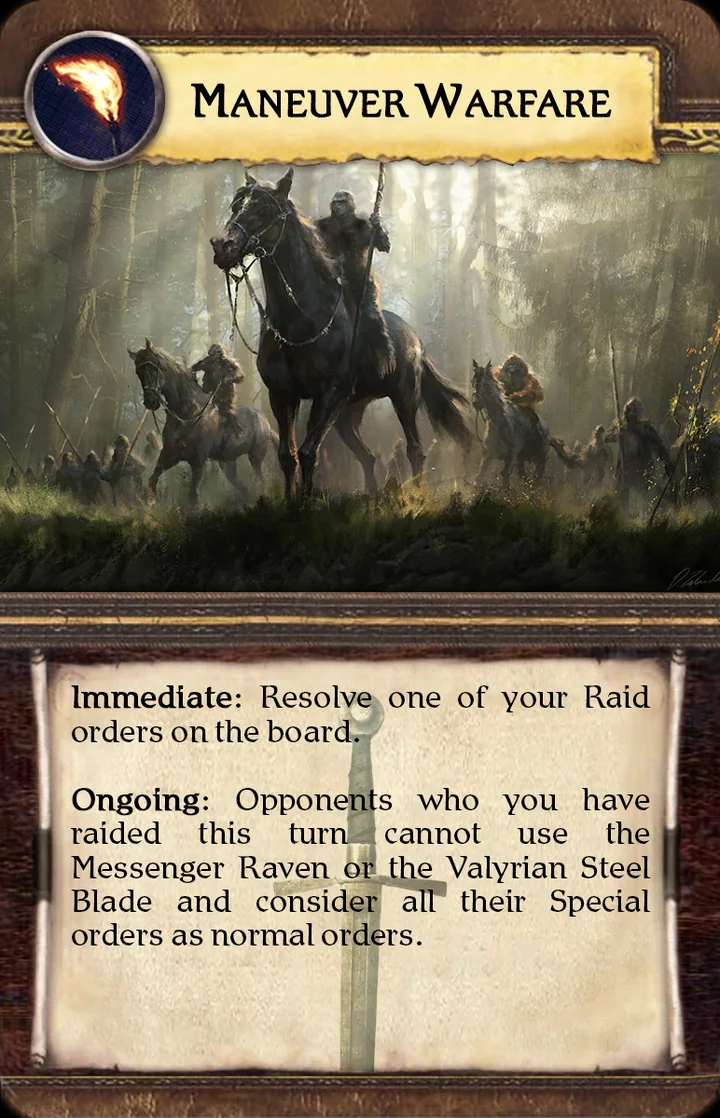 Maneuver Warfare
Immediate: Resolve one of your Raid
orders on the board.
Ongoing: Opponents who you have
raided this turn cannot use the
Messenger Raven or the Valyrian Steel
Blade and consider all their Special
orders as normal orders.